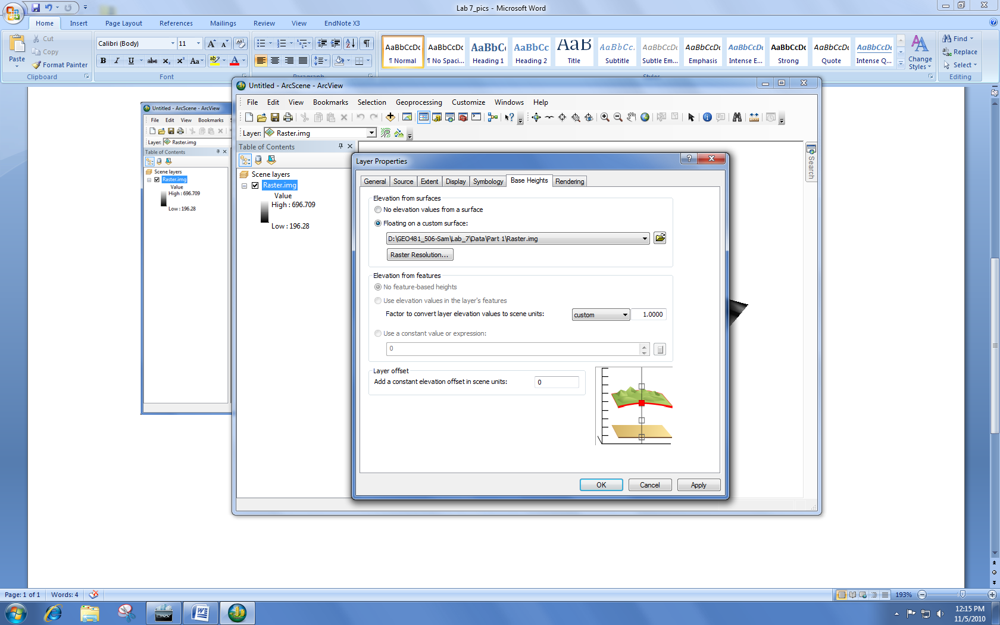 Lab 7_pics - Microsoft Word
Home Insert Page Layout References Mailings Review View EndNote X3
Paste
Cut
Copy
Format Painter
Clipboard
Calibri (Body) 11
Font
Paragraph
AaBbCcDc AaBbCcDc AaBbC AaBbCc AaB AaBbCc. AaBbCcDc AaBbCcDc AaBbCcDc AaBbCcDc AaBbCcDc AaBbCcDc
¶ Normal ¶ No Spaci... Heading 1 Heading 2 Title Subtitle Subtle Em... Emphasis Intense E... Strong Quote Intense Q...
Styles
Change Styles
Find
Replace
Select
Editing
Untitled - ArcScene - ArcView
File Edit View Bookmarks
Layer: Raster.img
Table of Contents
Scene layers
Raster.img
Value
High : 696.709
Low : 196.28
Untitled - ArcScene - ArcView
File Edit View Bookmarks Selection Geoprocessing Customize Windows Help
Layer: Raster.img
Table of Contents
Scene layers
Raster.img
Value
High : 696.709
Low : 196.28
Search
Layer Properties
General Source Extent Display Symbology Base Heights Rendering
Elevation from surfaces
No elevation values from a surface
Floating on a custom surface:
D:\GEO481_506-Sam\Lab_7\Data\Part 1\Raster.img
Raster Resolution...
Elevation from features
No feature-based heights
Use elevation values in the layer's features
Factor to convert layer elevation values to scene units: custom 1.0000
Use a constant value or expression:
0
Layer offset
Add a constant elevation offset in scene units: 0
OK Cancel Apply
Page: 1 of 1 Words: 4
193%
12:15 PM
11/5/2010